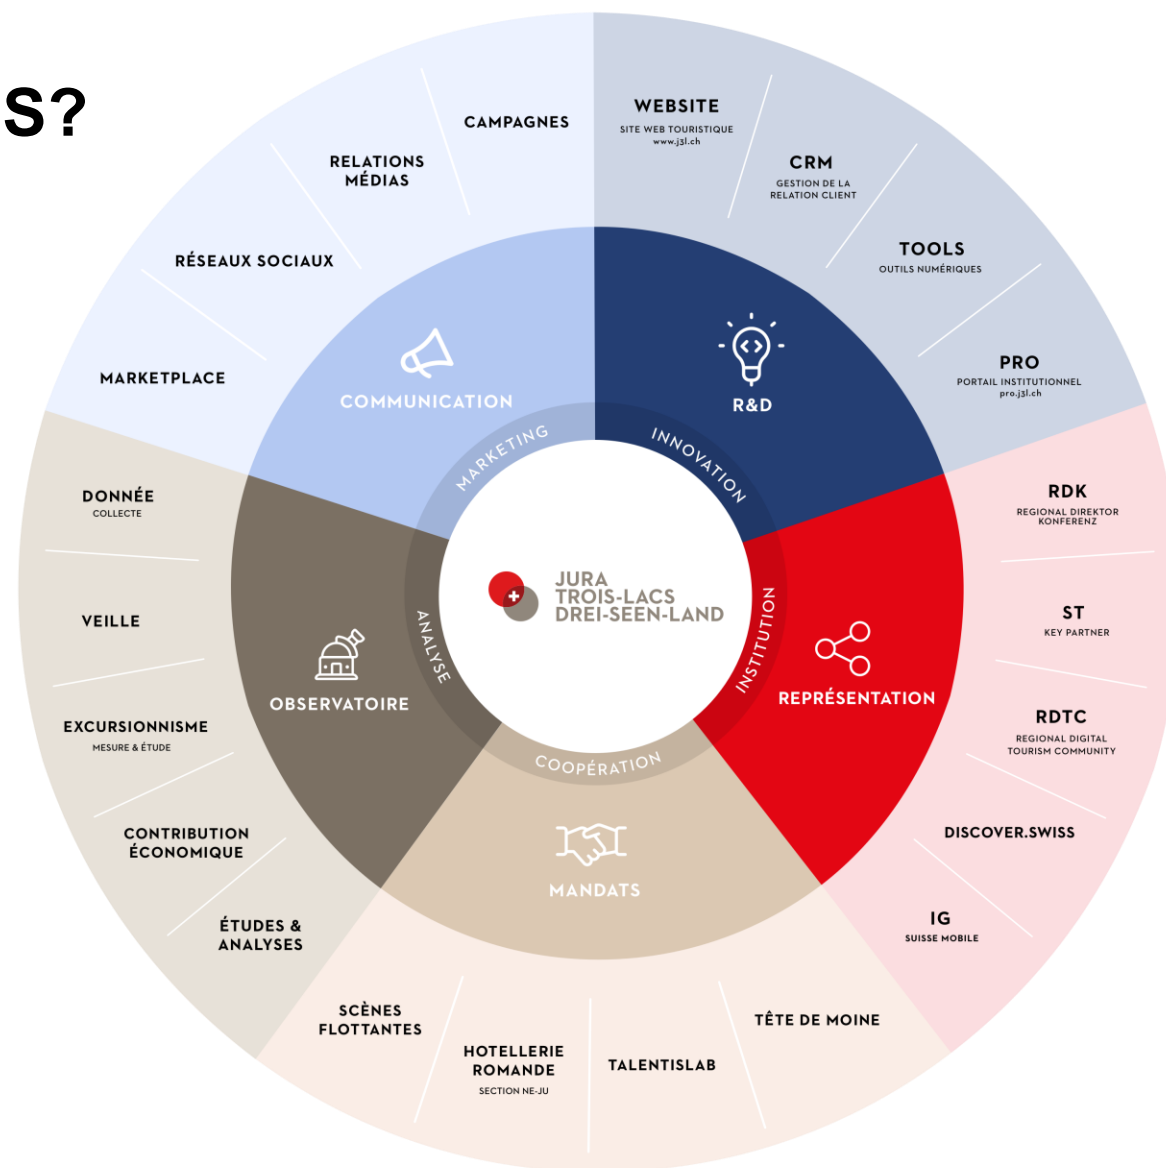 S?
CAMPAGNES
RELATIONS
MÉDIAS
RÉSEAUX SOCIAUX
MARKETPLACE
COMMUNICATION
MARKETING
WEBSITE
SITE WEB TOURISTIQUE
www.j3l.ch
CRM
GESTION DE LA
RELATION CLIENT
TOOLS
OUTILS NUMÉRIQUES
PRO
PORTAIL INSTITUTIONNEL
pro.j3l.ch
R&D
INNOVATION
RDK
REGIONAL DIREKTOR
KONFERENZ
ST
KEY PARTNER
RDTC
REGIONAL DIGITAL
TOURISM COMMUNITY
DISCOVER.SWISS
IG
SUISSE MOBILE
REPRÉSENTATION
INSTITUTION
JURA
TROIS-LACS
DREI-SEEN-LAND
DONNÉE
COLLECTE
VEILLE
EXCURSIONNISME
MESURE & ÉTUDE
CONTRIBUTION
ÉCONOMIQUE
ÉTUDES &
ANALYSES
OBSERVATOIRE
ANALYSE
COOPÉRATION
MANDATS
SCÈNES
FLOTTANTES
HOTELLERIE
ROMANDE
SECTION NE-JU
TALENTISLAB
TÊTE DE MOINE